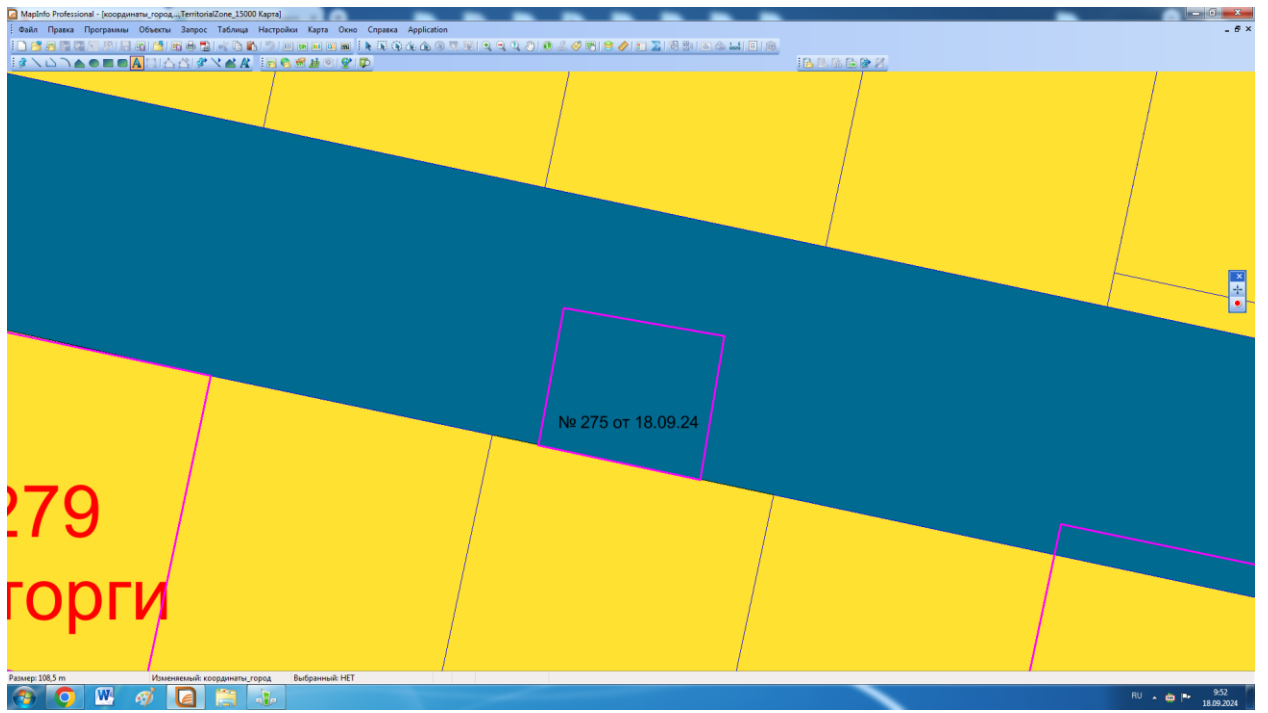 MapInfo Professional - [координаты_город,...,TerritorialZone_15000 Карта]
Файл Правка Программы Объекты Запрос Таблица Настройки Карта Окно Справка Application
№ 275 от 18.09.24
279
торги
Размер: 108,5 m Изменяемый: координаты_город Выбранный: НЕТ
RU 9:52
18.09.2024